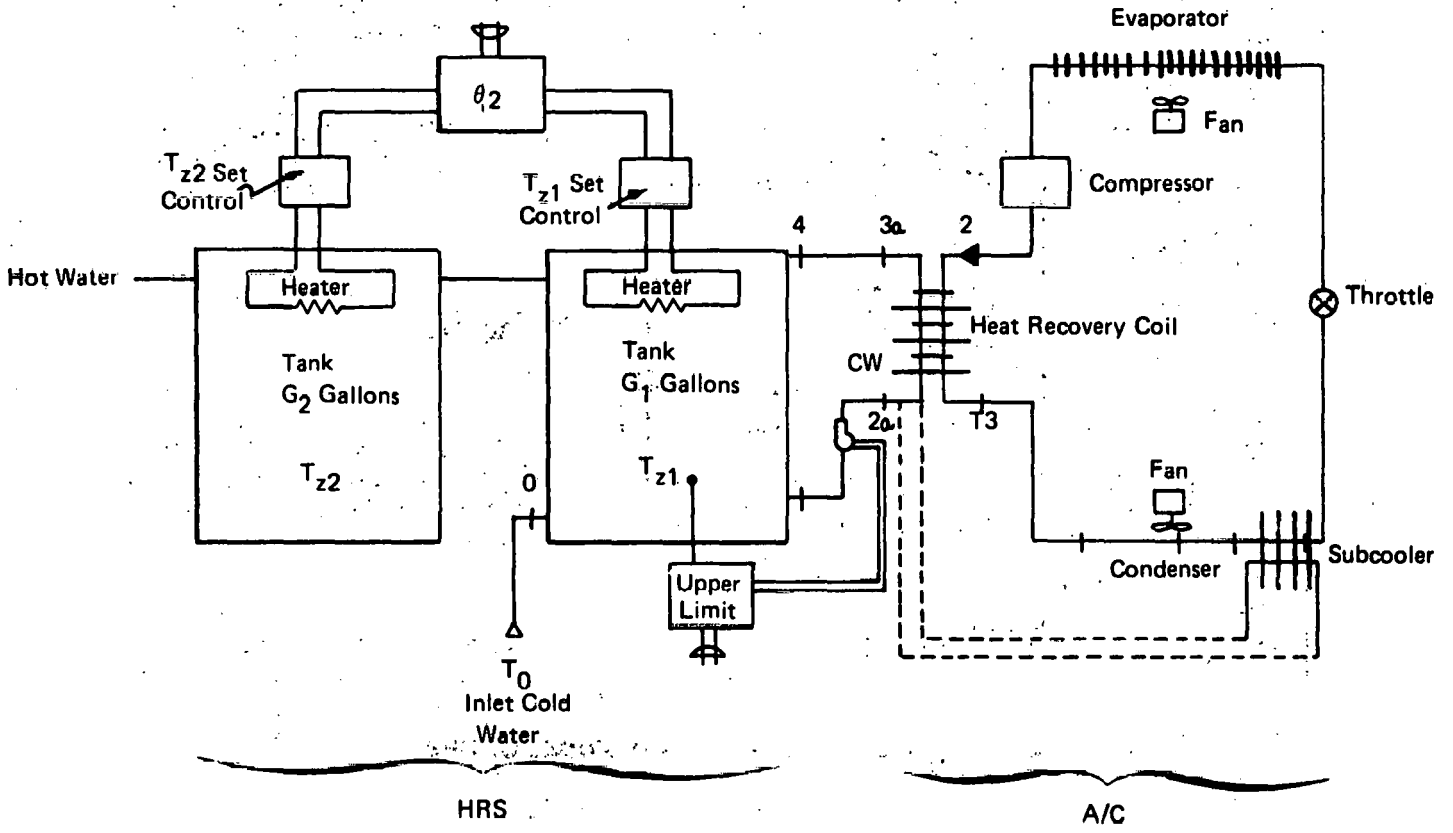 Evaporator
θ2
Fan
Tz2 Set
Control
Tz1 Set
Control
Compressor
4
3a
2
Hot Water
Heater
Heater
Throttle
Heat Recovery Coil
Tank
G2 Gallons
Tank
G1 Gallons
CW
2a
T3
Tz2
0
Tz1
Fan
Condenser
Subcooler
Upper
Limit
T0
Inlet Cold
Water
HRS
A/C